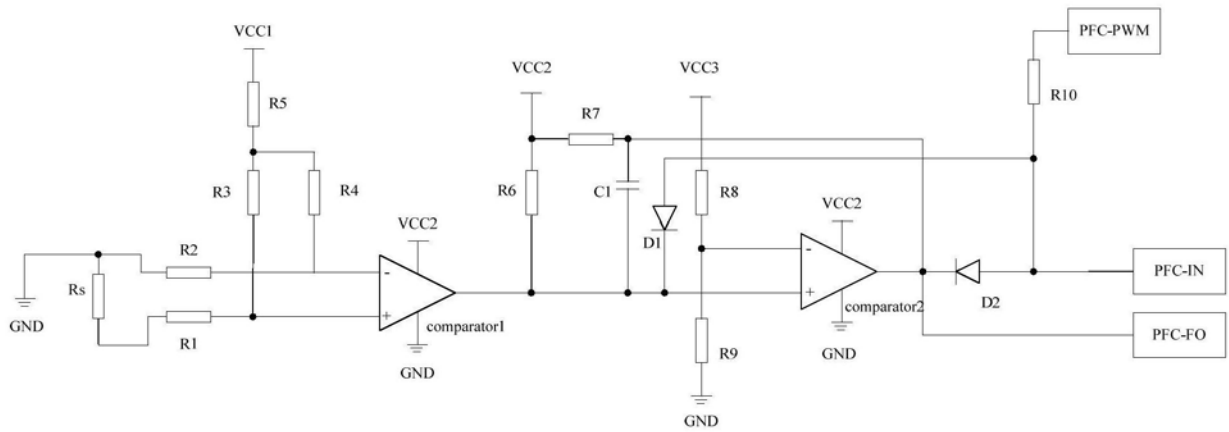 PFC-PWM
VCC1
VCC2
VCC3
R5
R7
R10
R3
R4
R6
C1
R8
VCC2
VCC2
D1
R2
Rs
GND
R1
comparator1
GND
comparator2
GND
R9
GND
D2
PFC-IN
PFC-FO